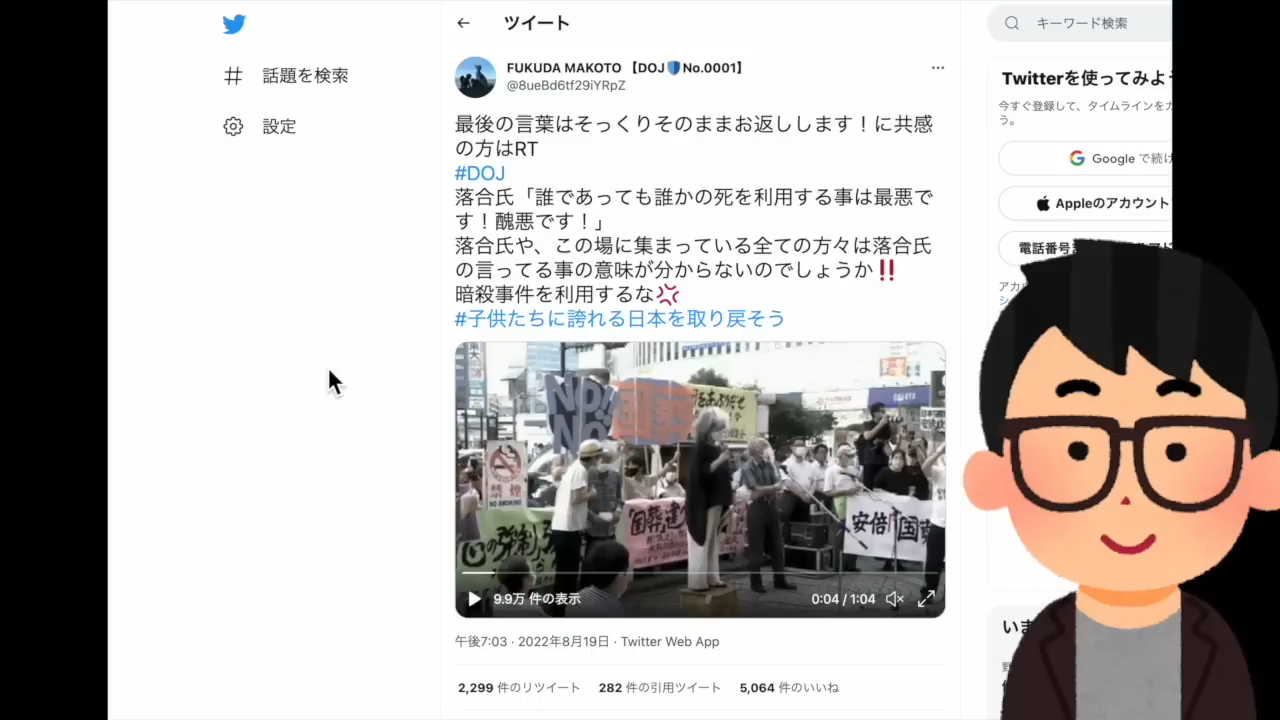 話題を検索
設定
ツイート
FUKUDA MAKOTO 【DOJ🛡No.0001】
@8ueBd6tf29iYRpZ
最後の言葉はそっくりそのままお返しします！に共感
の方はRT
#DOJ
落合氏「誰であっても誰かの死を利用する事は最悪で
す！醜悪です！」
落合氏や、この場に集まっている全ての方々は落合氏
の言ってる事の意味が分からないのでしょうか‼️
暗殺事件を利用するな💢
#子供たちに誇れる日本を取り戻そう
NO!
NO
禁煙
NO SMOKING
9.9万 件の表示
0:04 / 1:04
午後7:03 · 2022年8月19日 · Twitter Web App
2,299 件のリツイート 282 件の引用ツイート 5,064 件のいいね
キーワード検索
Twitterを使ってみよ
今すぐ登録して、タイムラインを
う。
Google で続け
Appleのアカウント
電話番号
アカ
いま